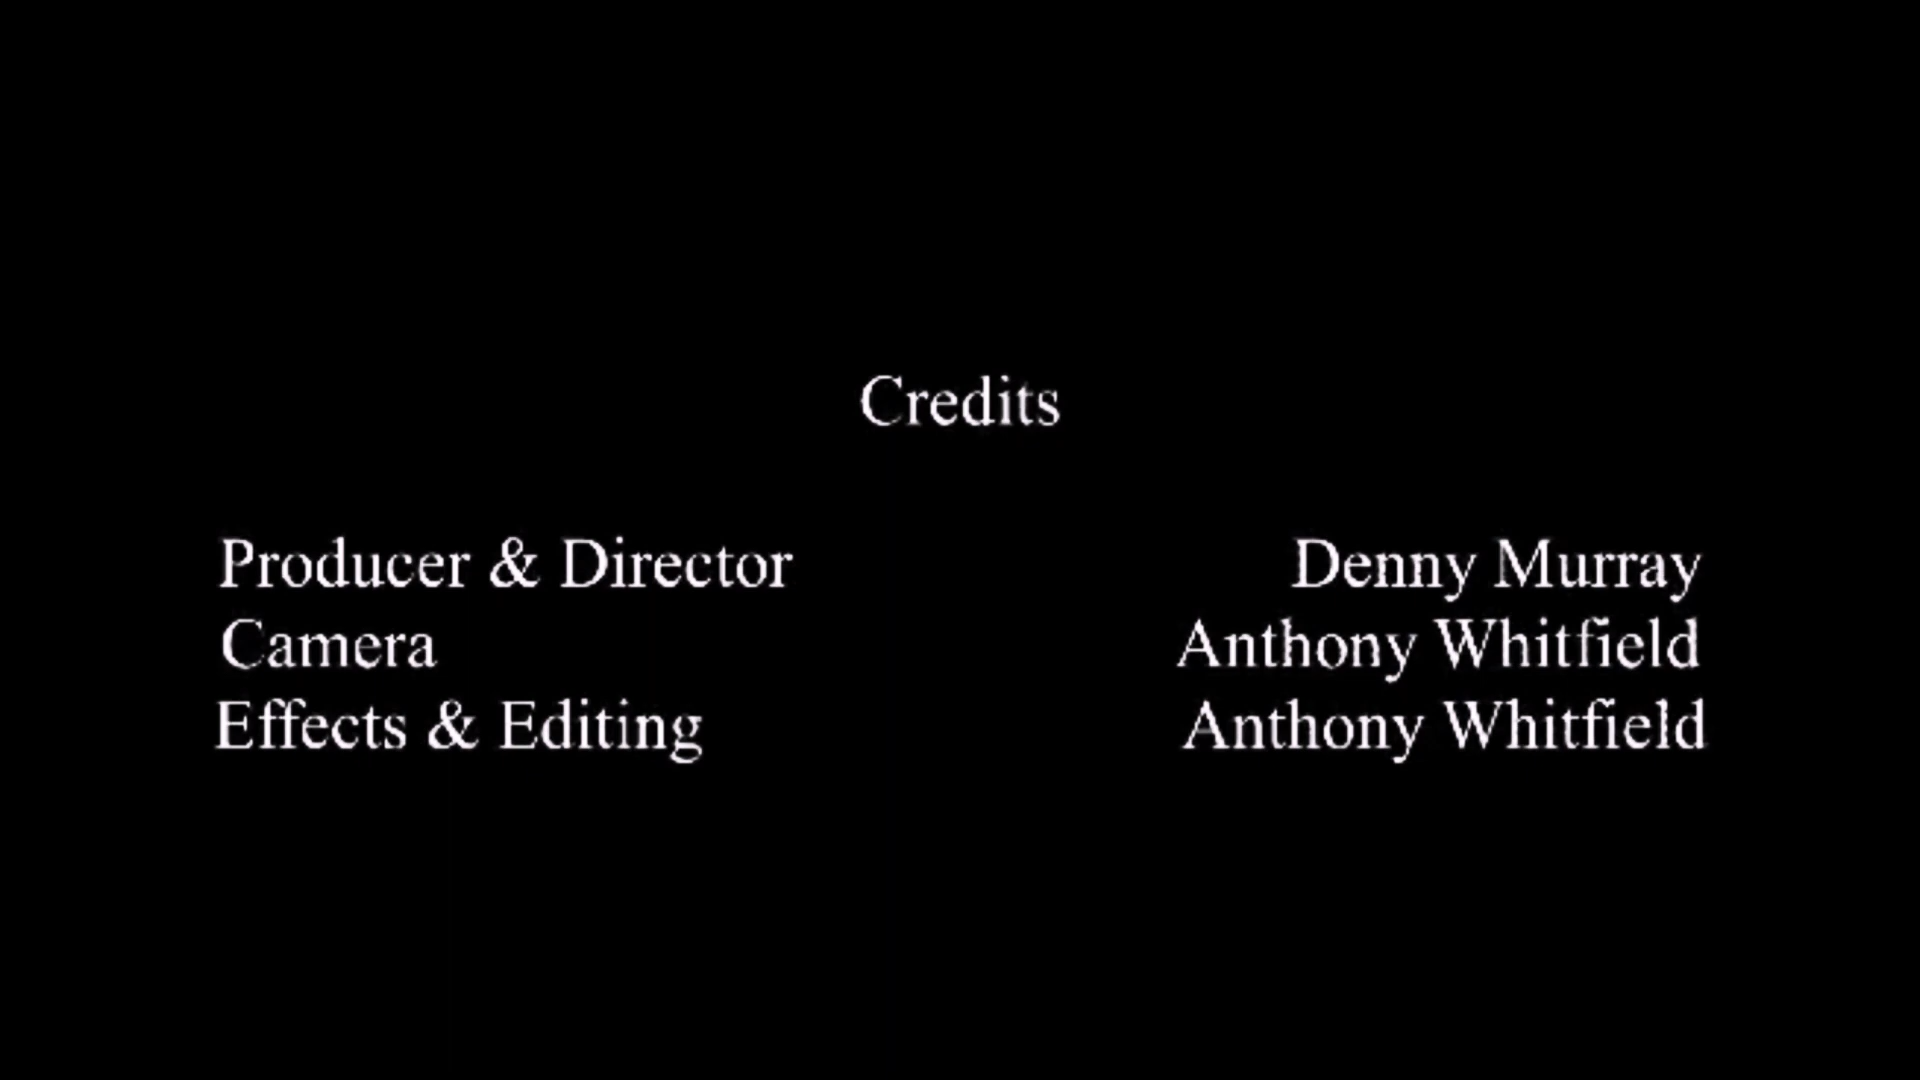 Credits
Producer & Director Denny Murray
Camera Anthony Whitfield
Effects & Editing Anthony Whitfield